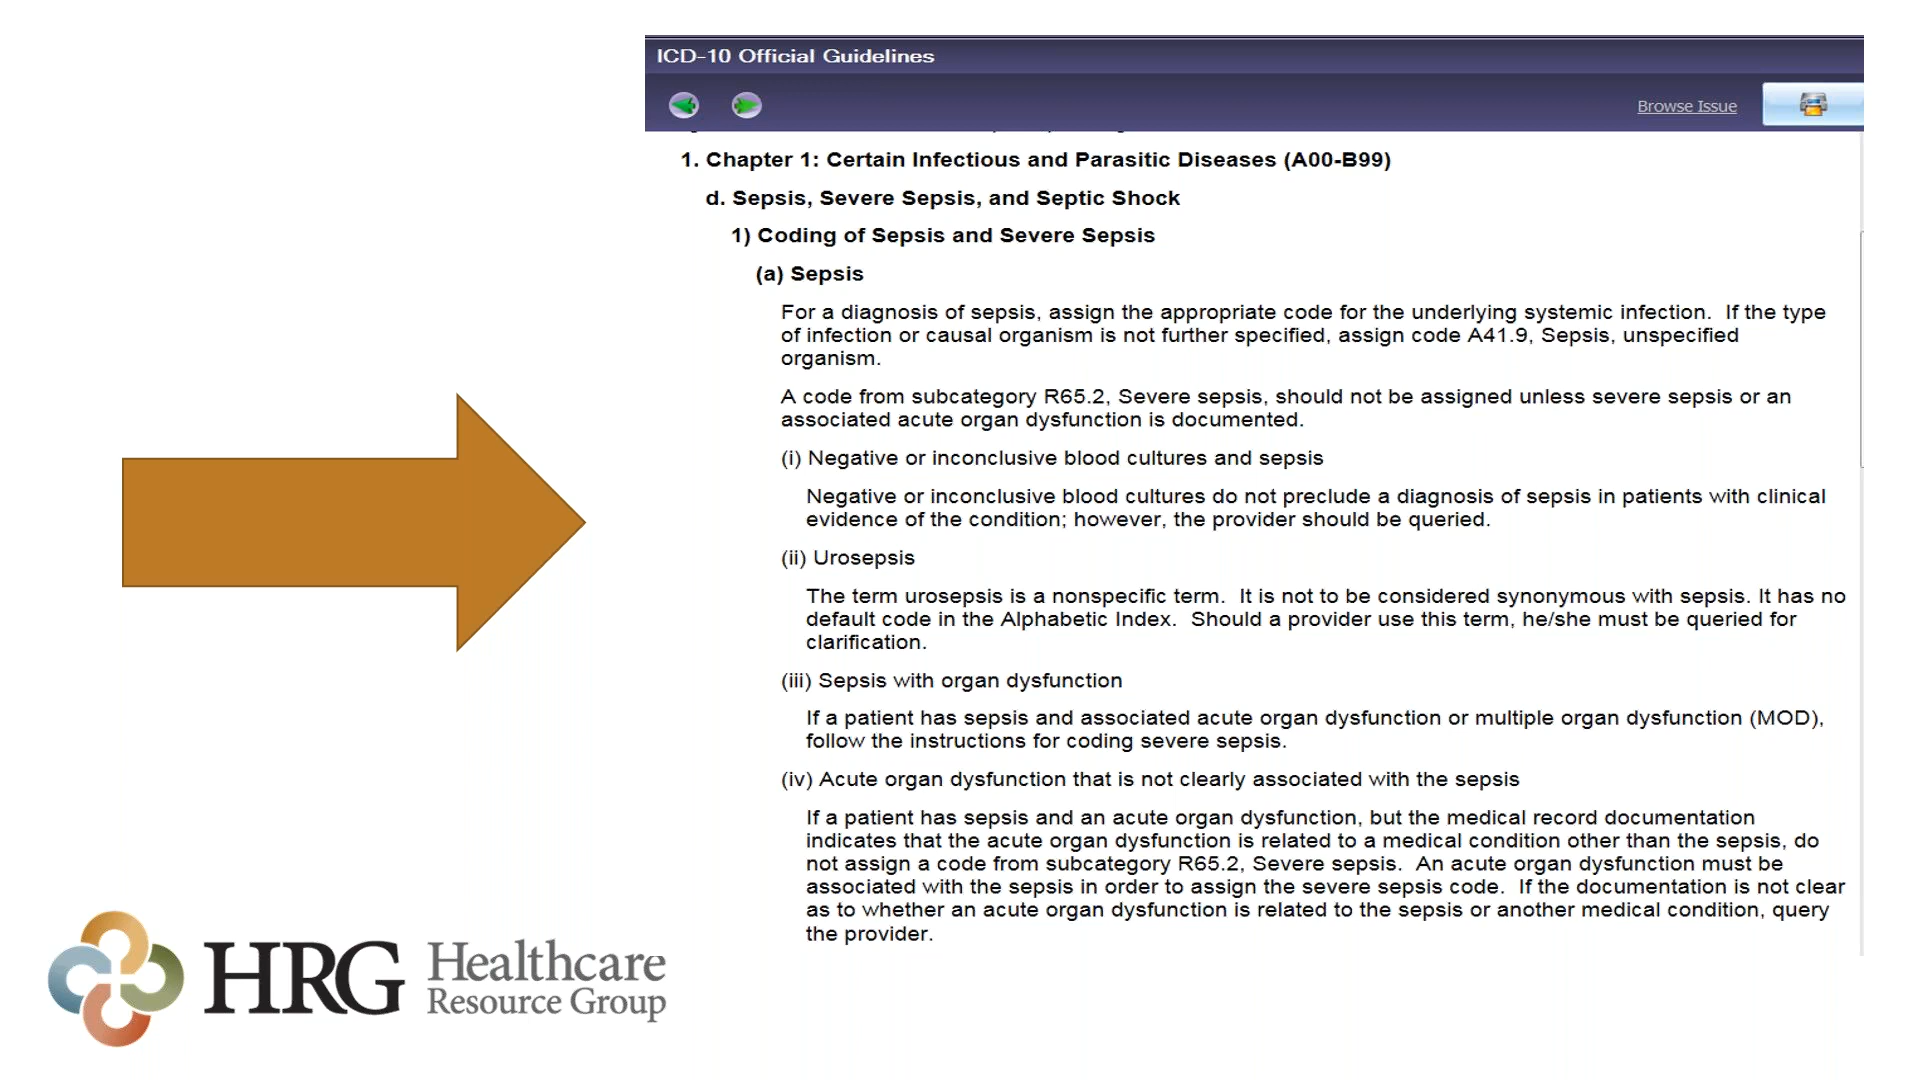 ICD-10 Official Guidelines
Browse Issue
1. Chapter 1: Certain Infectious and Parasitic Diseases (A00-B99)
d. Sepsis, Severe Sepsis, and Septic Shock
1) Coding of Sepsis and Severe Sepsis
(a) Sepsis
For a diagnosis of sepsis, assign the appropriate code for the underlying systemic infection.  If the type
of infection or causal organism is not further specified, assign code A41.9, Sepsis, unspecified
organism.
A code from subcategory R65.2, Severe sepsis, should not be assigned unless severe sepsis or an
associated acute organ dysfunction is documented.
(i) Negative or inconclusive blood cultures and sepsis
Negative or inconclusive blood cultures do not preclude a diagnosis of sepsis in patients with clinical
evidence of the condition; however, the provider should be queried.
(ii) Urosepsis
The term urosepsis is a nonspecific term.  It is not to be considered synonymous with sepsis. It has no
default code in the Alphabetic Index.  Should a provider use this term, he/she must be queried for
clarification.
(iii) Sepsis with organ dysfunction
If a patient has sepsis and associated acute organ dysfunction or multiple organ dysfunction (MOD),
follow the instructions for coding severe sepsis.
(iv) Acute organ dysfunction that is not clearly associated with the sepsis
If a patient has sepsis and an acute organ dysfunction, but the medical record documentation
indicates that the acute organ dysfunction is related to a medical condition other than the sepsis, do
not assign a code from subcategory R65.2, Severe sepsis.  An acute organ dysfunction must be
associated with the sepsis in order to assign the severe sepsis code.  If the documentation is not clear
as to whether an acute organ dysfunction is related to the sepsis or another medical condition, query
the provider.
HRG Healthcare
Resource Group